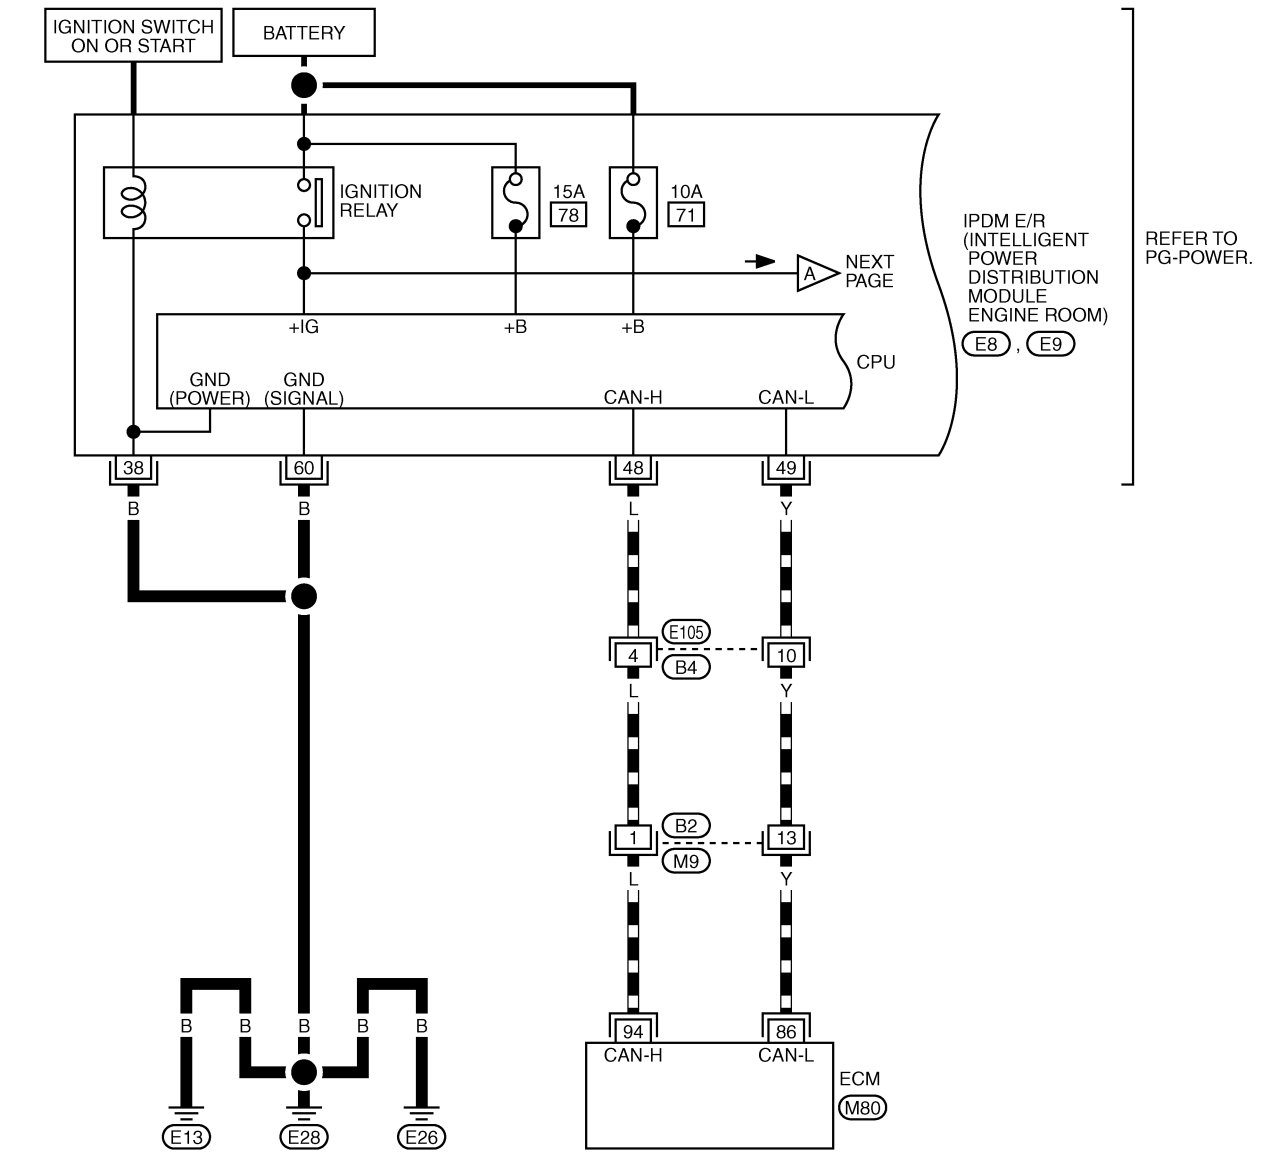 IGNITION SWITCH
ON OR START
BATTERY
IGNITION
RELAY
15A
78
10A
71
IPDM E/R
(INTELLIGENT
POWER
DISTRIBUTION
MODULE
ENGINE ROOM)
E8 , E9
REFER TO
PG-POWER.
A
NEXT
PAGE
+IG
+B
+B
CPU
GND
(POWER)
GND
(SIGNAL)
CAN-H
CAN-L
38
60
48
49
B
B
L
Y
E105
4
10
B4
L
Y
B2
1
13
M9
L
Y
B
B
B
B
B
94
86
CAN-H
CAN-L
ECM
M80
E13
E28
E26